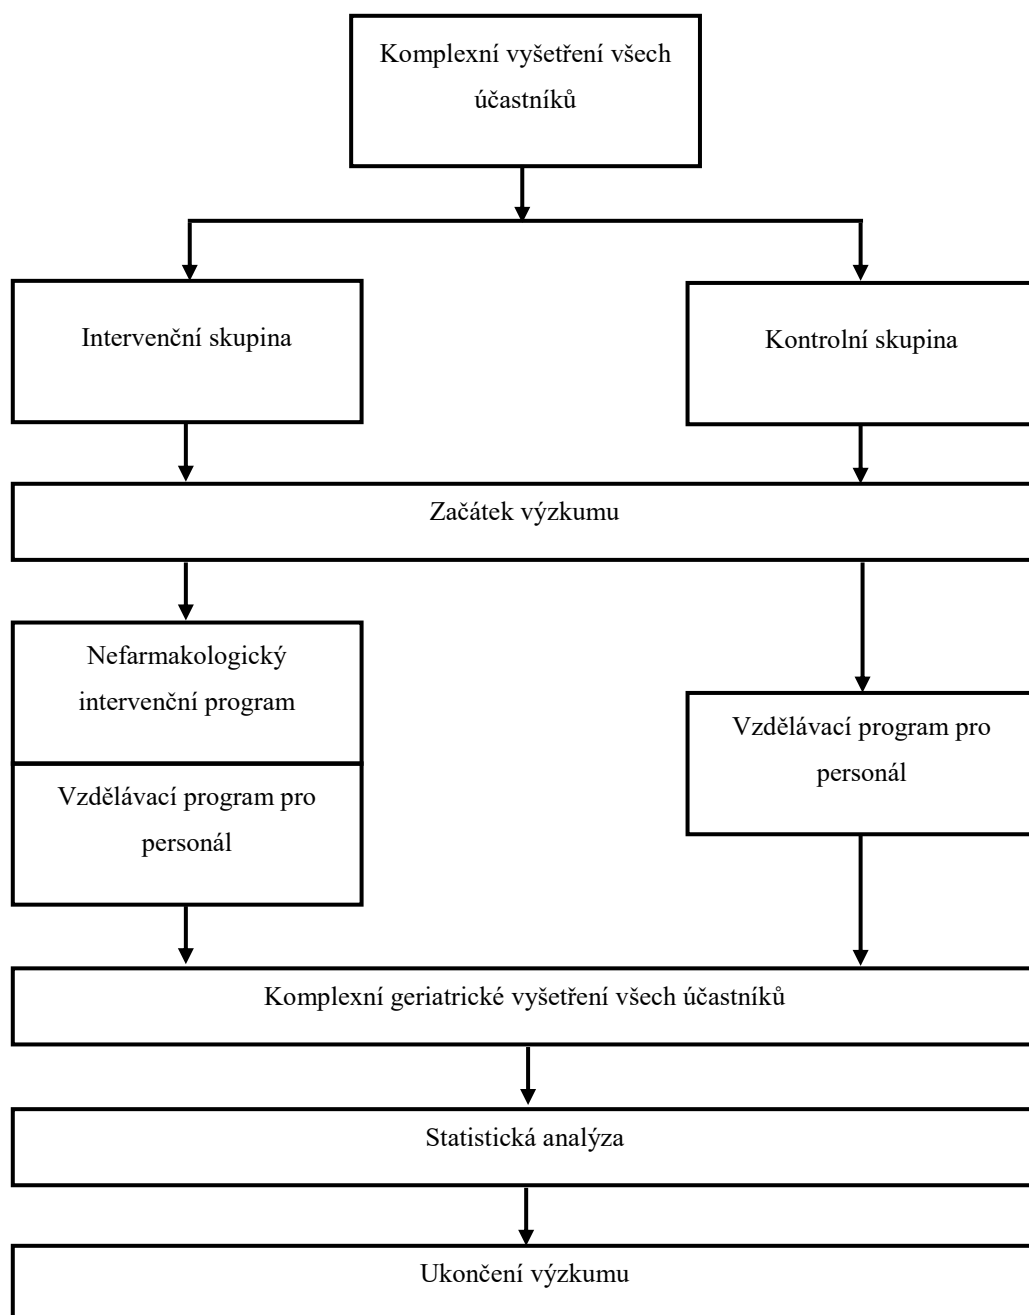 Komplexní vyšetření všech
účastníků
Intervenční skupina
Kontrolní skupina
Začátek výzkumu
Nefarmakologický
intervenční program
Vzdělávací program pro
personál
Vzdělávací program pro
personál
Komplexní geriatrické vyšetření všech účastníků
Statistická analýza
Ukončení výzkumu